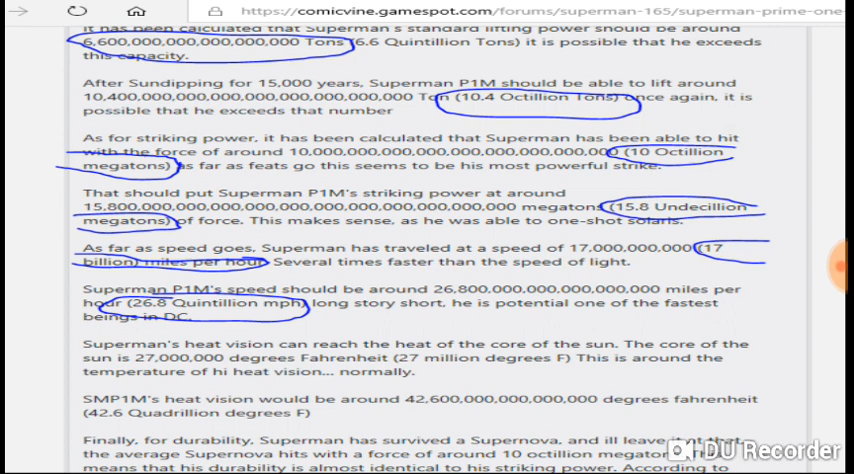 https://comicvine.gamespot.com/forums/superman-165/superman-prime-one-
It has been calculated that Superman's standard lifting power should be around
6,600,000,000,000,000,000 Tons (6.6 Quintillion Tons) it is possible that he exceeds
this capacity.
After Sundipping for 15,000 years, Superman P1M should be able to lift around
10,400,000,000,000,000,000,000,000,000 Ton (10.4 Octillion Tons) once again, it is
possible that he exceeds that number
As for striking power, it has been calculated that Superman has been able to hit
with the force of around 10,000,000,000,000,000,000,000,000,000 (10 Octillion
megatons) as far as feats go this seems to be his most powerful strike.
That should put Superman P1M's striking power at around
15,800,000,000,000,000,000,000,000,000,000,000,000 megatons (15.8 Undecillion
megatons) of force. This makes sense, as he was able to one-shot solaris.
As far as speed goes, Superman has traveled at a speed of 17,000,000,000 (17
billion) miles per hour. Several times faster than the speed of light.
Superman P1M's speed should be around 26,800,000,000,000,000,000 miles per
hour (26.8 Quintillion mph) long story short, he is potential one of the fastest
beings in DC.
Superman's heat vision can reach the heat of the core of the sun. The core of the
sun is 27,000,000 degrees Fahrenheit (27 million degrees F) This is around the
temperature of hi heat vision... normally.
SMP1M's heat vision would be around 42,600,000,000,000,000 degrees fahrenheit
(42.6 Quadrillion degrees F)
Finally, for durability, Superman has survived a Supernova, and ill leave it at that
the average Supernova hits with a force of around 10 octillion megatons. This
means that his durability is almost identical to his striking power. According to
DU Recorder